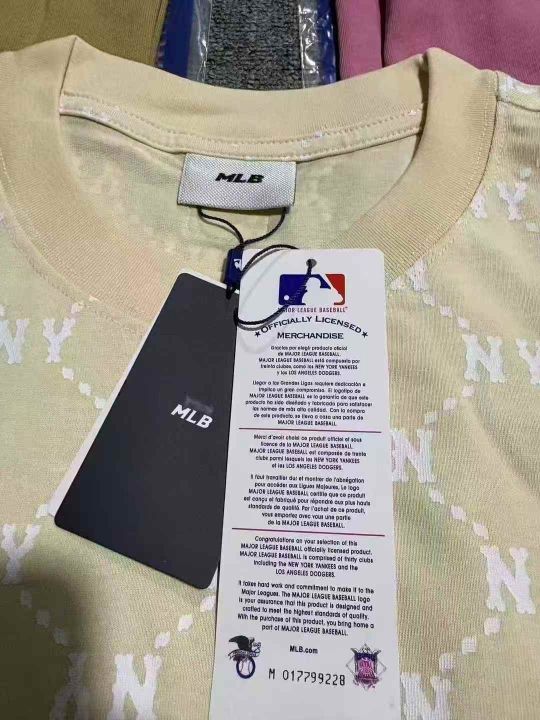 MLB
MLB
MAJOR LEAGUE BASEBALL
OFFICIALLY LICENSED
MERCHANDISE
Gracias por elegir producto oficial
de MAJOR LEAGUE BASEBALL.
MAJOR LEAGUE BASEBALL está compuesta por
treinta clubes, como los NEW YORK YANKEES
y los LOS ANGELES DODGERS.
Llegar a las Grandes Ligas requiere dedicación e
implica un gran compromiso. El logotipo de
MAJOR LEAGUE BASEBALL es la garantía de que este
producto ha sido diseñado y fabricado para satisfacer
las normas de más alta calidad. Con la compra
de este producto, se lleva a casa una parte de
MAJOR LEAGUE BASEBALL.
Merci d'avoir choisi ce produit officiel et sous
licence de la MAJOR LEAGUE BASEBALL.
MAJOR LEAGUE BASEBALL est composée de trente
clubs parmi lesquels les NEW YORK YANKEES
et les LOS ANGELES DODGERS.
Il faut travailler dur et montrer de l'abnégation
pour accéder aux Ligues Majeures. Le logo
MAJOR LEAGUE BASEBALL certifie que ce produit
est conçu et fabriqué pour répondre aux plus hauts
standards de qualité. Par l'achat de ce produit,
vous emportez avec vous une partie
de la MAJOR LEAGUE BASEBALL.
Congratulations on your selection of this
MAJOR LEAGUE BASEBALL officially licensed product.
MAJOR LEAGUE BASEBALL is comprised of thirty clubs
including the NEW YORK YANKEES and the
LOS ANGELES DODGERS.
It takes hard work and commitment to make it to the
Major Leagues. The MAJOR LEAGUE BASEBALL logo
is your assurance that this product is designed and
crafted to meet the highest standards of quality.
With the purchase of this product, you bring home a
part of MAJOR LEAGUE BASEBALL.
MLB.com
M 017799228
NY
NY
NY
NY
N
AN
N